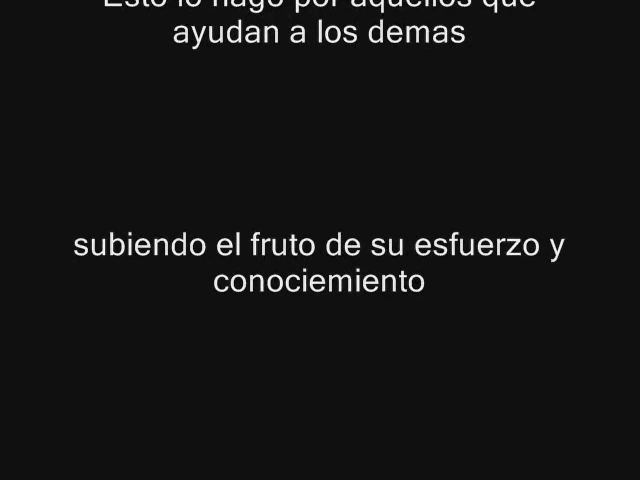 Esto lo hago por aquellos que
ayudan a los demas
subiendo el fruto de su esfuerzo y
conociemiento